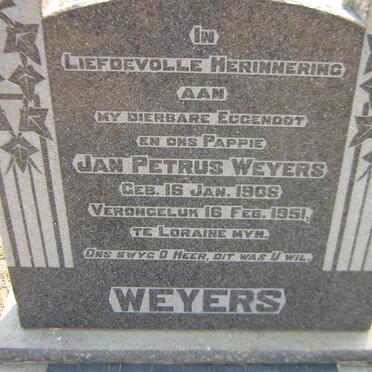 IN
LIEFDEVOLLE HERINNERING
AAN
MY DIERBARE EGGENOOT
EN ONS PAPPIE
JAN PETRUS WEYERS
GEB. 16 JAN. 1906
VERONGELUK 16 FEB. 1951,
TE LORAINE MYN.
ONS SWYG O HEER, DIT WAS U WIL.
WEYERS